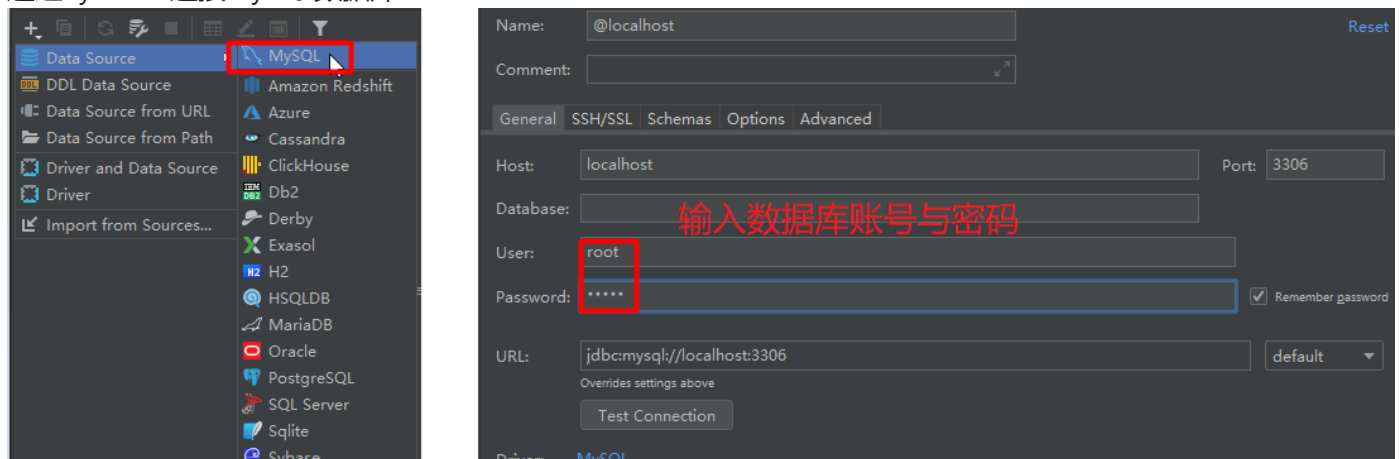 Data Source
DDL Data Source
Data Source from URL
Data Source from Path
Driver and Data Source
Driver
Import from Sources...
MySQL
Amazon Redshift
Azure
Cassandra
ClickHouse
Db2
Derby
Exasol
H2
HSQLDB
MariaDB
Oracle
PostgreSQL
SQL Server
Sqlite
Sybase
Name: @localhost Reset
Comment:
General SSH/SSL Schemas Options Advanced
Host: localhost Port: 3306
Database:
输入数据库账号与密码
User: root
Password: ••••• Remember password
URL: jdbc:mysql://localhost:3306 default
Overrides settings above
Test Connection
Driver: MySQL